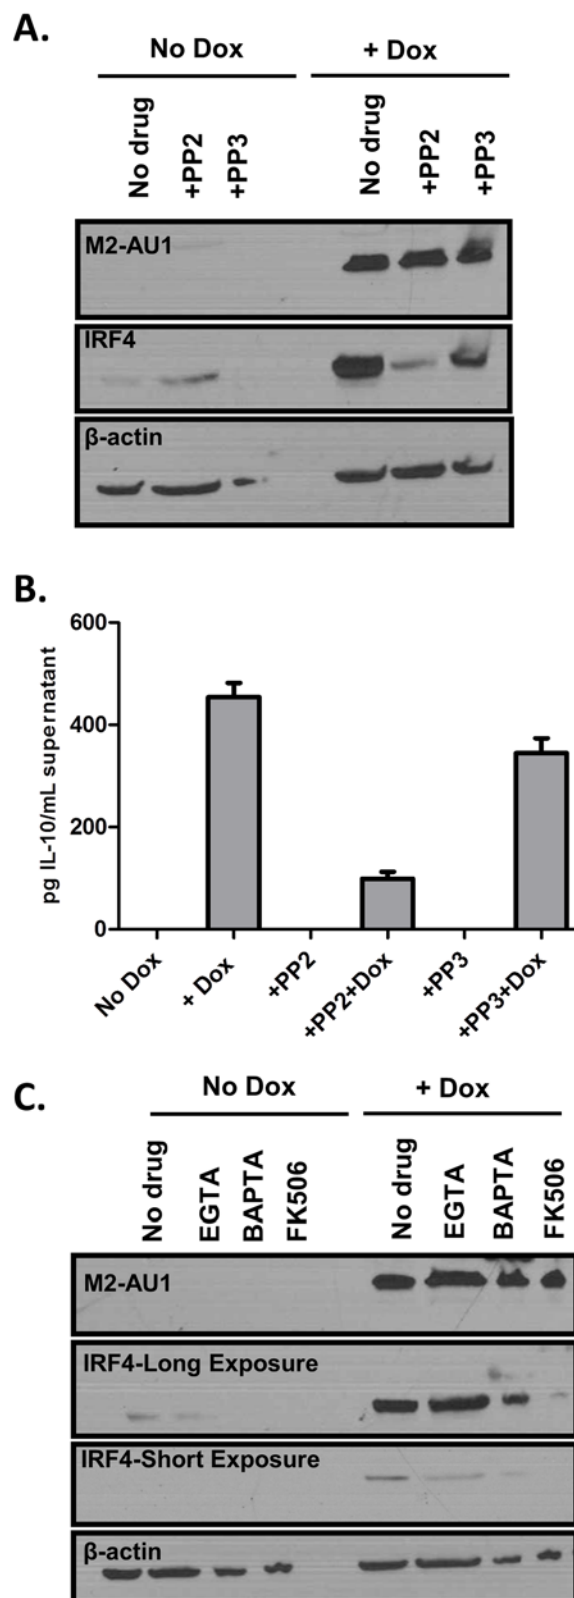 A.
No Dox + Dox
No drug +PP2 +PP3 No drug +PP2 +PP3
M2-AU1
IRF4
β-actin
B.
600
400
200
0
pg IL-10/mL supernatant
No Dox + Dox +PP2 +PP2+Dox +PP3 +PP3+Dox
C.
No Dox + Dox
No drug EGTA BAPTA FK506 No drug EGTA BAPTA FK506
M2-AU1
IRF4-Long Exposure
IRF4-Short Exposure
β-actin